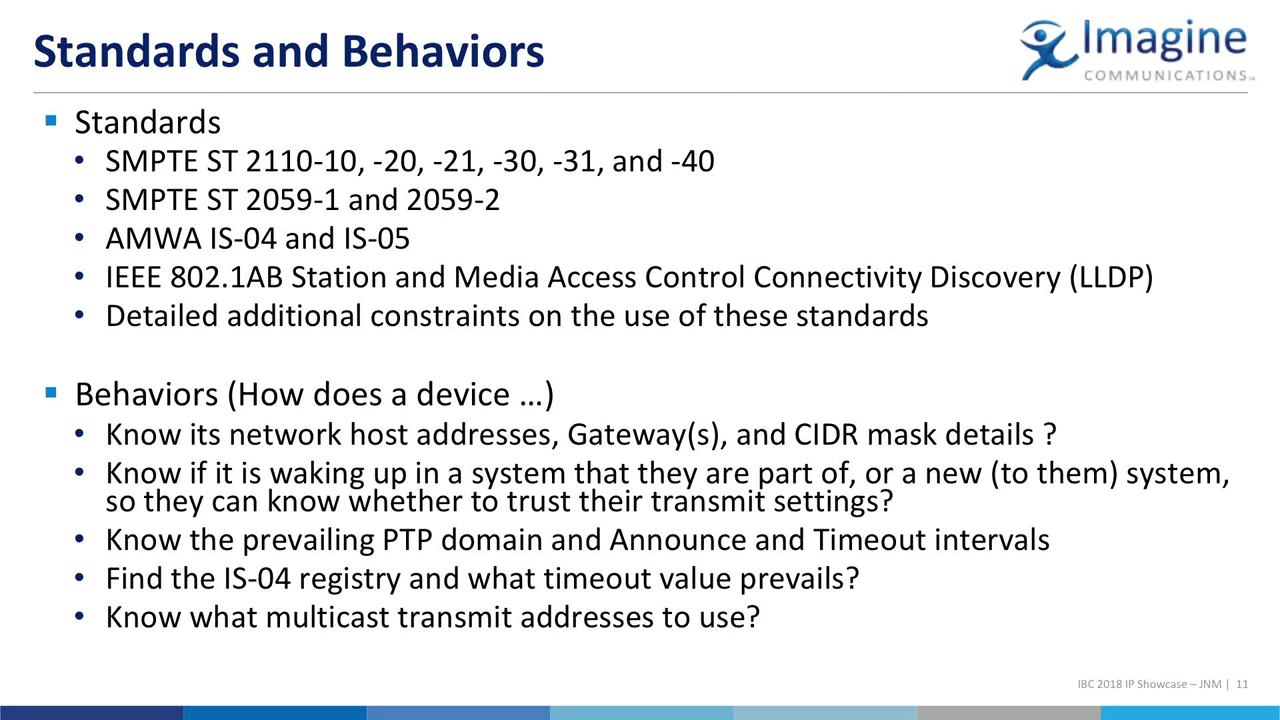 Standards and Behaviors
Imagine
COMMUNICATIONS
Standards
SMPTE ST 2110-10, -20, -21, -30, -31, and -40
SMPTE ST 2059-1 and 2059-2
AMWA IS-04 and IS-05
IEEE 802.1AB Station and Media Access Control Connectivity Discovery (LLDP)
Detailed additional constraints on the use of these standards
Behaviors (How does a device …)
Know its network host addresses, Gateway(s), and CIDR mask details ?
Know if it is waking up in a system that they are part of, or a new (to them) system,
so they can know whether to trust their transmit settings?
Know the prevailing PTP domain and Announce and Timeout intervals
Find the IS-04 registry and what timeout value prevails?
Know what multicast transmit addresses to use?
IBC 2018 IP Showcase – JNM | 11